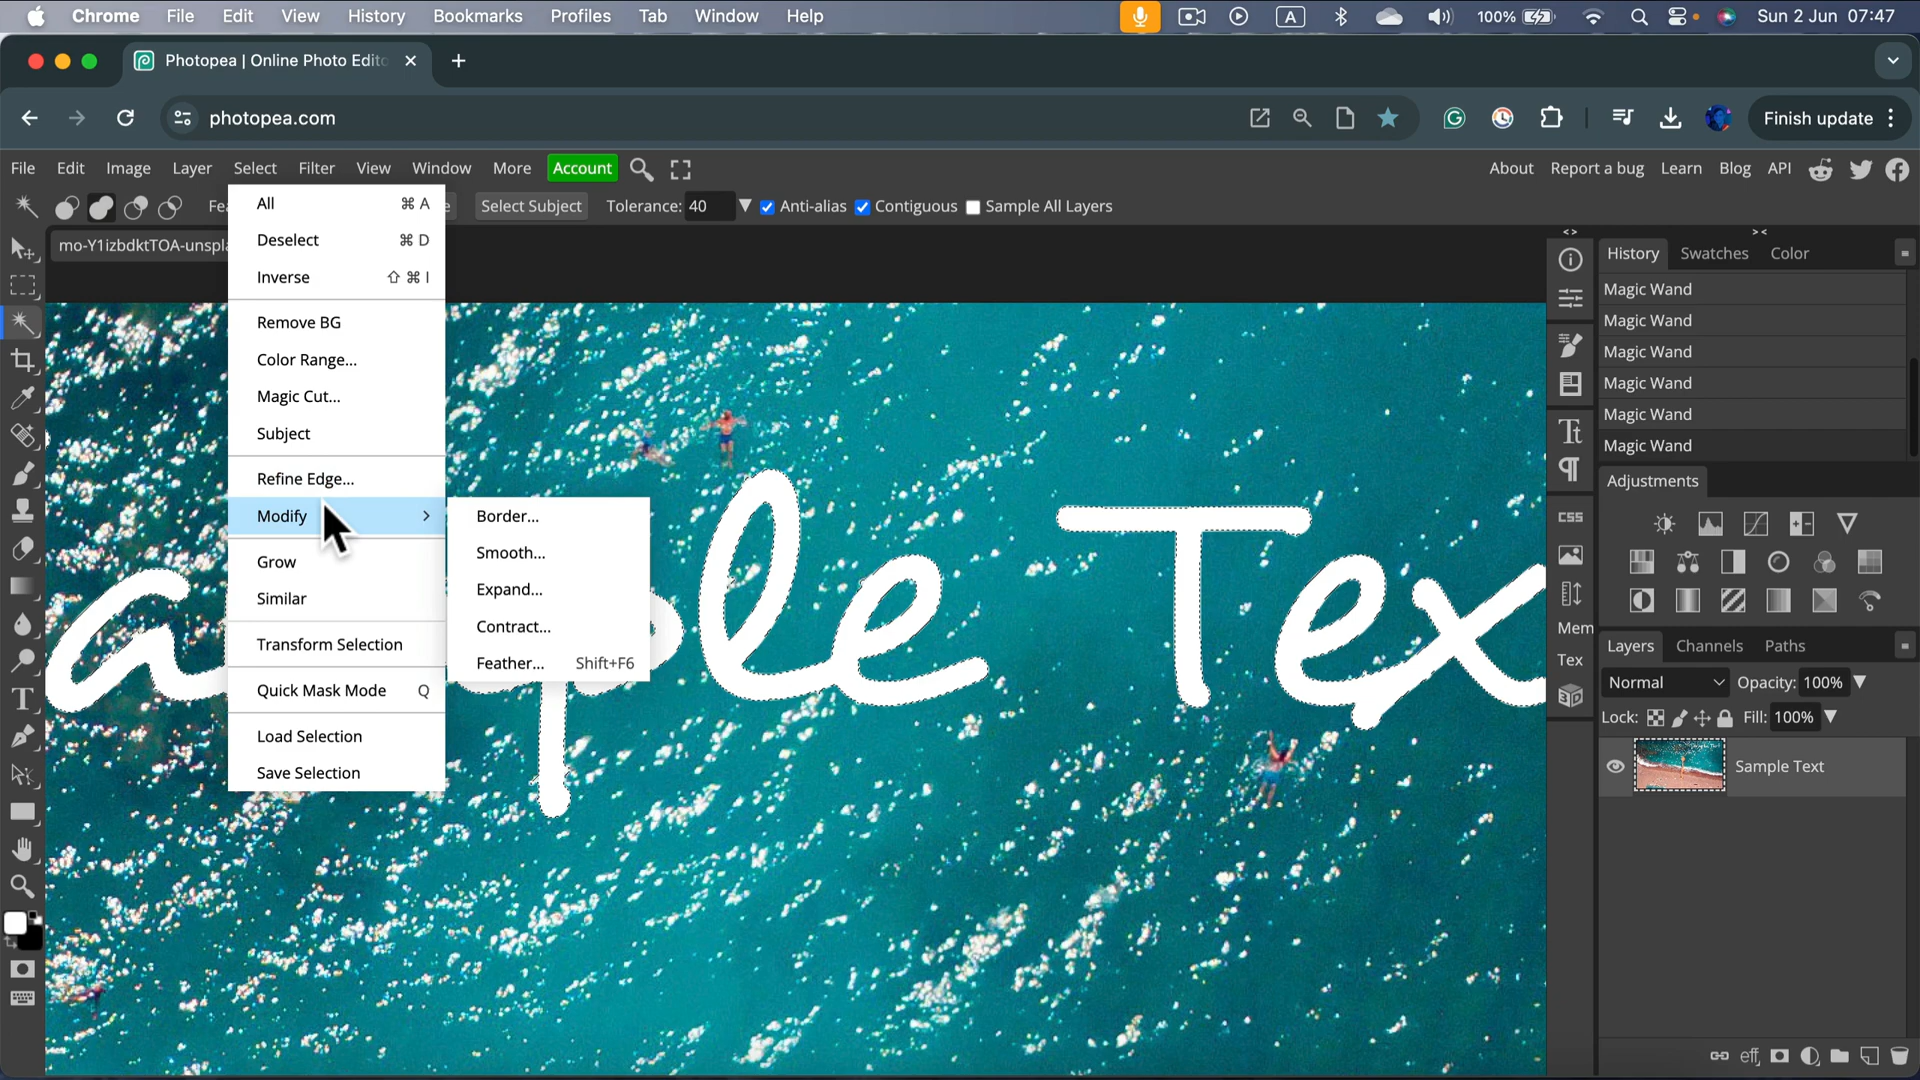 Chrome File Edit View History Bookmarks Profiles Tab Window Help A 100% Sun 2 Jun 07:47
Photopea | Online Photo Edito
photopea.com Finish update
File Edit Image Layer Select Filter View Window More Account About Report a bug Learn Blog API
Select Subject Tolerance: 40 Anti-alias Contiguous Sample All Layers
mo-Y1izbdktTOA-unspla
All ⌘ A
Deselect ⌘ D
Inverse ⇧ ⌘ I
Remove BG
Color Range...
Magic Cut...
Subject
Refine Edge...
Modify >
Grow
Similar
Transform Selection
Quick Mask Mode Q
Load Selection
Save Selection
Border...
Smooth...
Expand...
Contract...
Feather... Shift+F6
a ple Tex
History Swatches Color
Magic Wand
Magic Wand
Magic Wand
Magic Wand
Magic Wand
Magic Wand
Adjustments
CSS
Mem
Tex
3D
Layers Channels Paths
Normal Opacity: 100%
Lock: Fill: 100%
Sample Text
eff